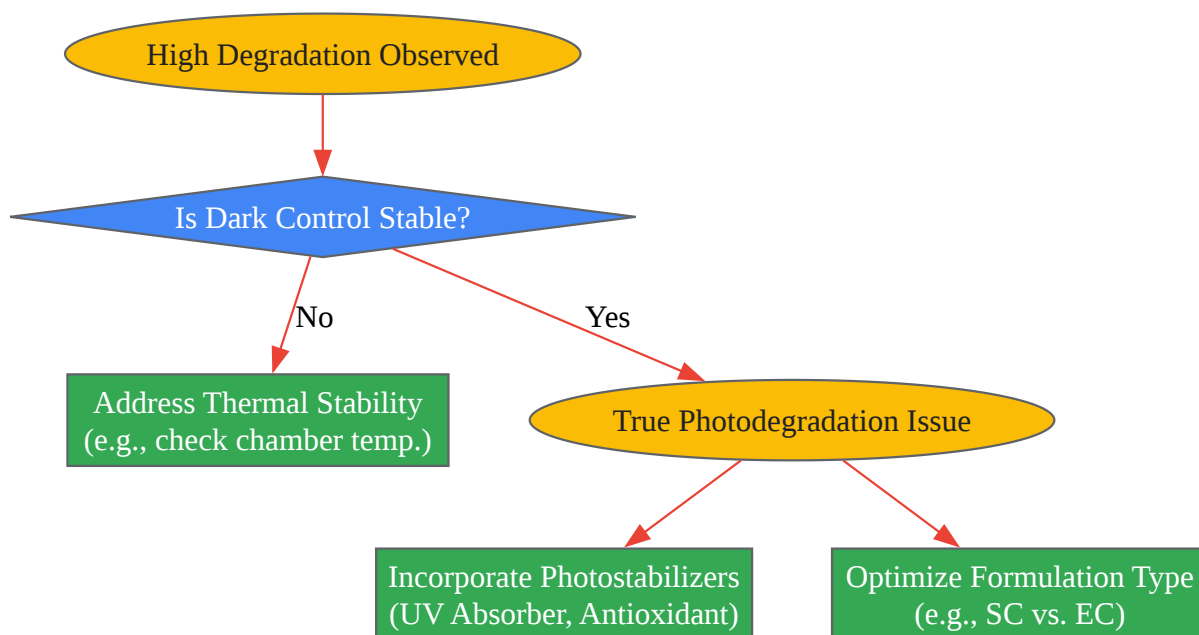 High Degradation Observed
Is Dark Control Stable?
No
Yes
Address Thermal Stability
(e.g., check chamber temp.)
True Photodegradation Issue
Incorporate Photostabilizers
(UV Absorber, Antioxidant)
Optimize Formulation Type
(e.g., SC vs. EC)